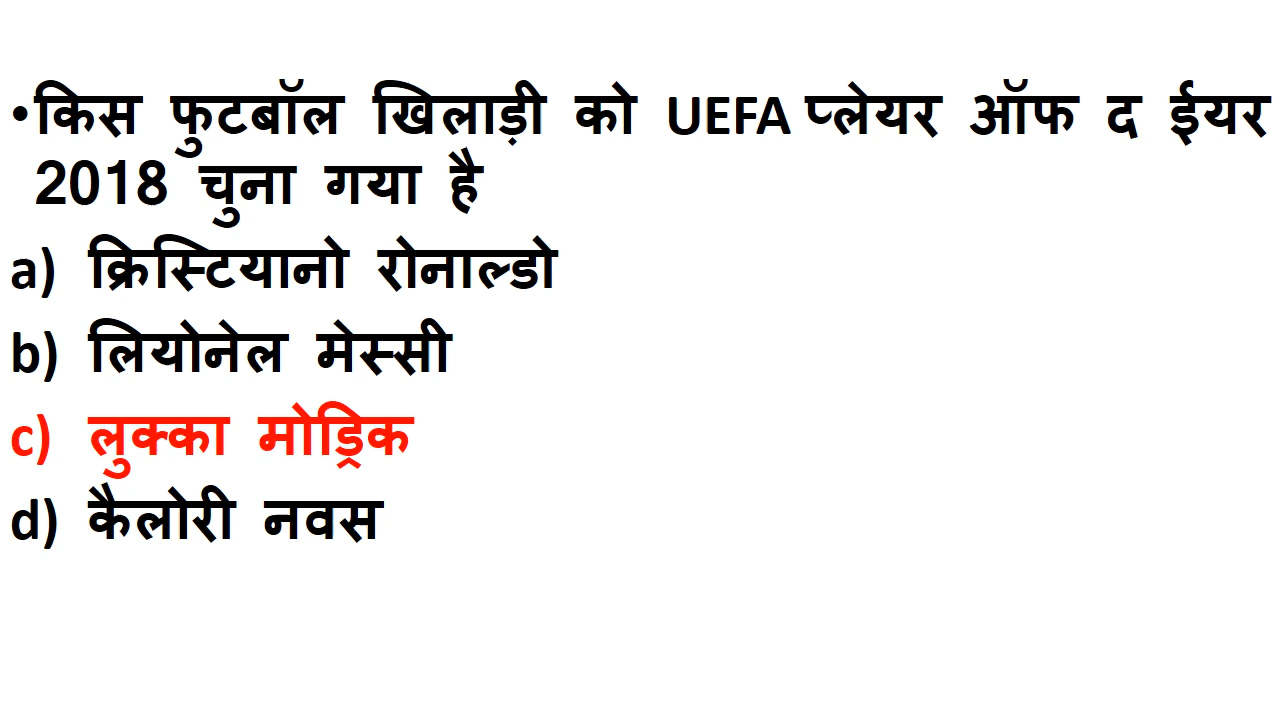 •किस फुटबॉल खिलाड़ी को UEFA प्लेयर ऑफ द ईयर
2018 चुना गया है
a) क्रिस्टियानो रोनाल्डो
b) लियोनेल मेस्सी
c) लुक्का मोड्रिक
d) कैलोरी नवस